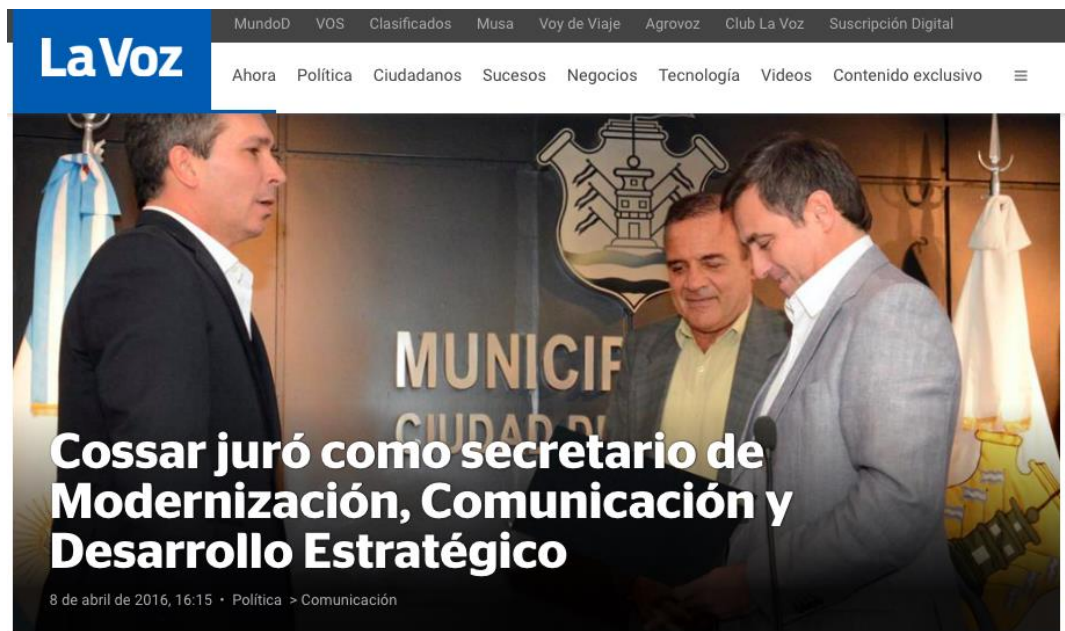 MundoD VOS Clasificados Musa Voy de Viaje Agrovoz Club La Voz Suscripción Digital
La Voz
Ahora Política Ciudadanos Sucesos Negocios Tecnología Videos Contenido exclusivo
MUNICIP
CIUDAD D
Cossar juró como secretario de
Modernización, Comunicación y
Desarrollo Estratégico
8 de abril de 2016, 16:15 • Política > Comunicación